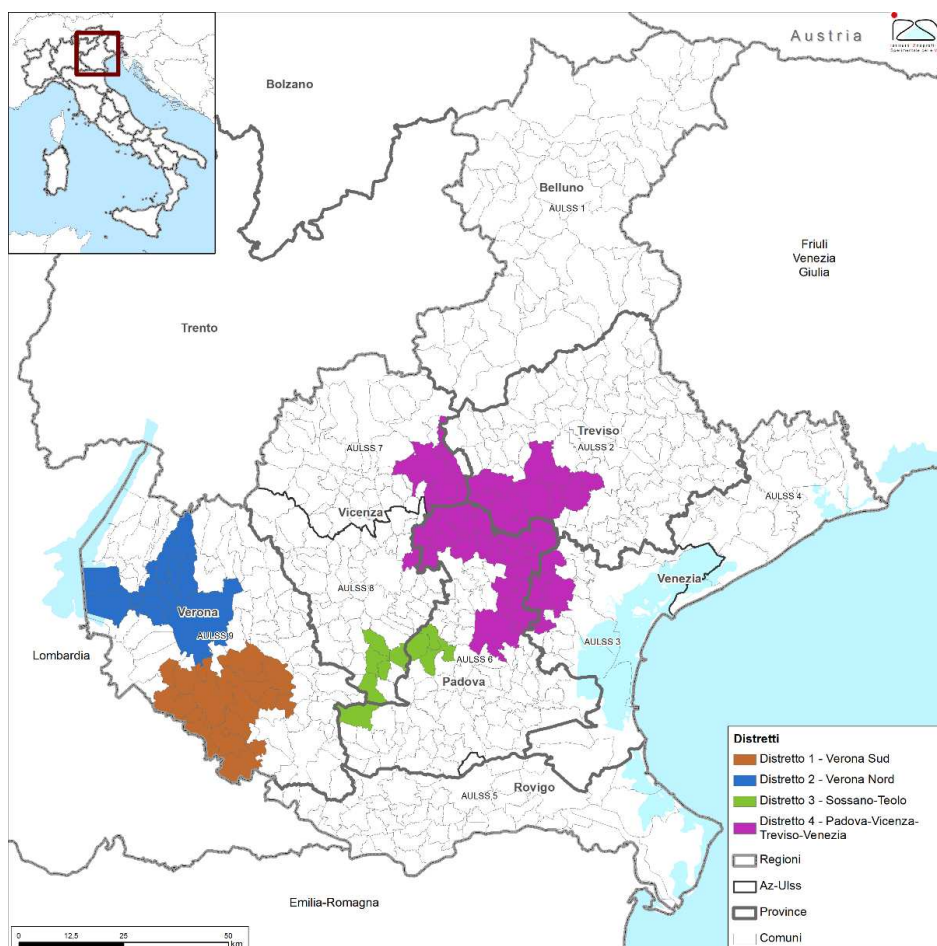 Austria
Bolzano
Belluno
AULSS 1
Friuli
Venezia
Giulia
Trento
Treviso
AULSS 2
AULSS 7
AULSS 4
Vicenza
Venezia
AULSS 8
Verona
AULSS 9
AULSS 3
Lombardia
AULSS 6
Padova
Rovigo
AULSS 5
Emilia-Romagna
Distretti
Distretto 1 - Verona Sud
Distretto 2 - Verona Nord
Distretto 3 - Sossano-Teolo
Distretto 4 - Padova-Vicenza-
Treviso-Venezia
Regioni
Az-Ulss
Province
Comuni
0 12.5 25 50
km